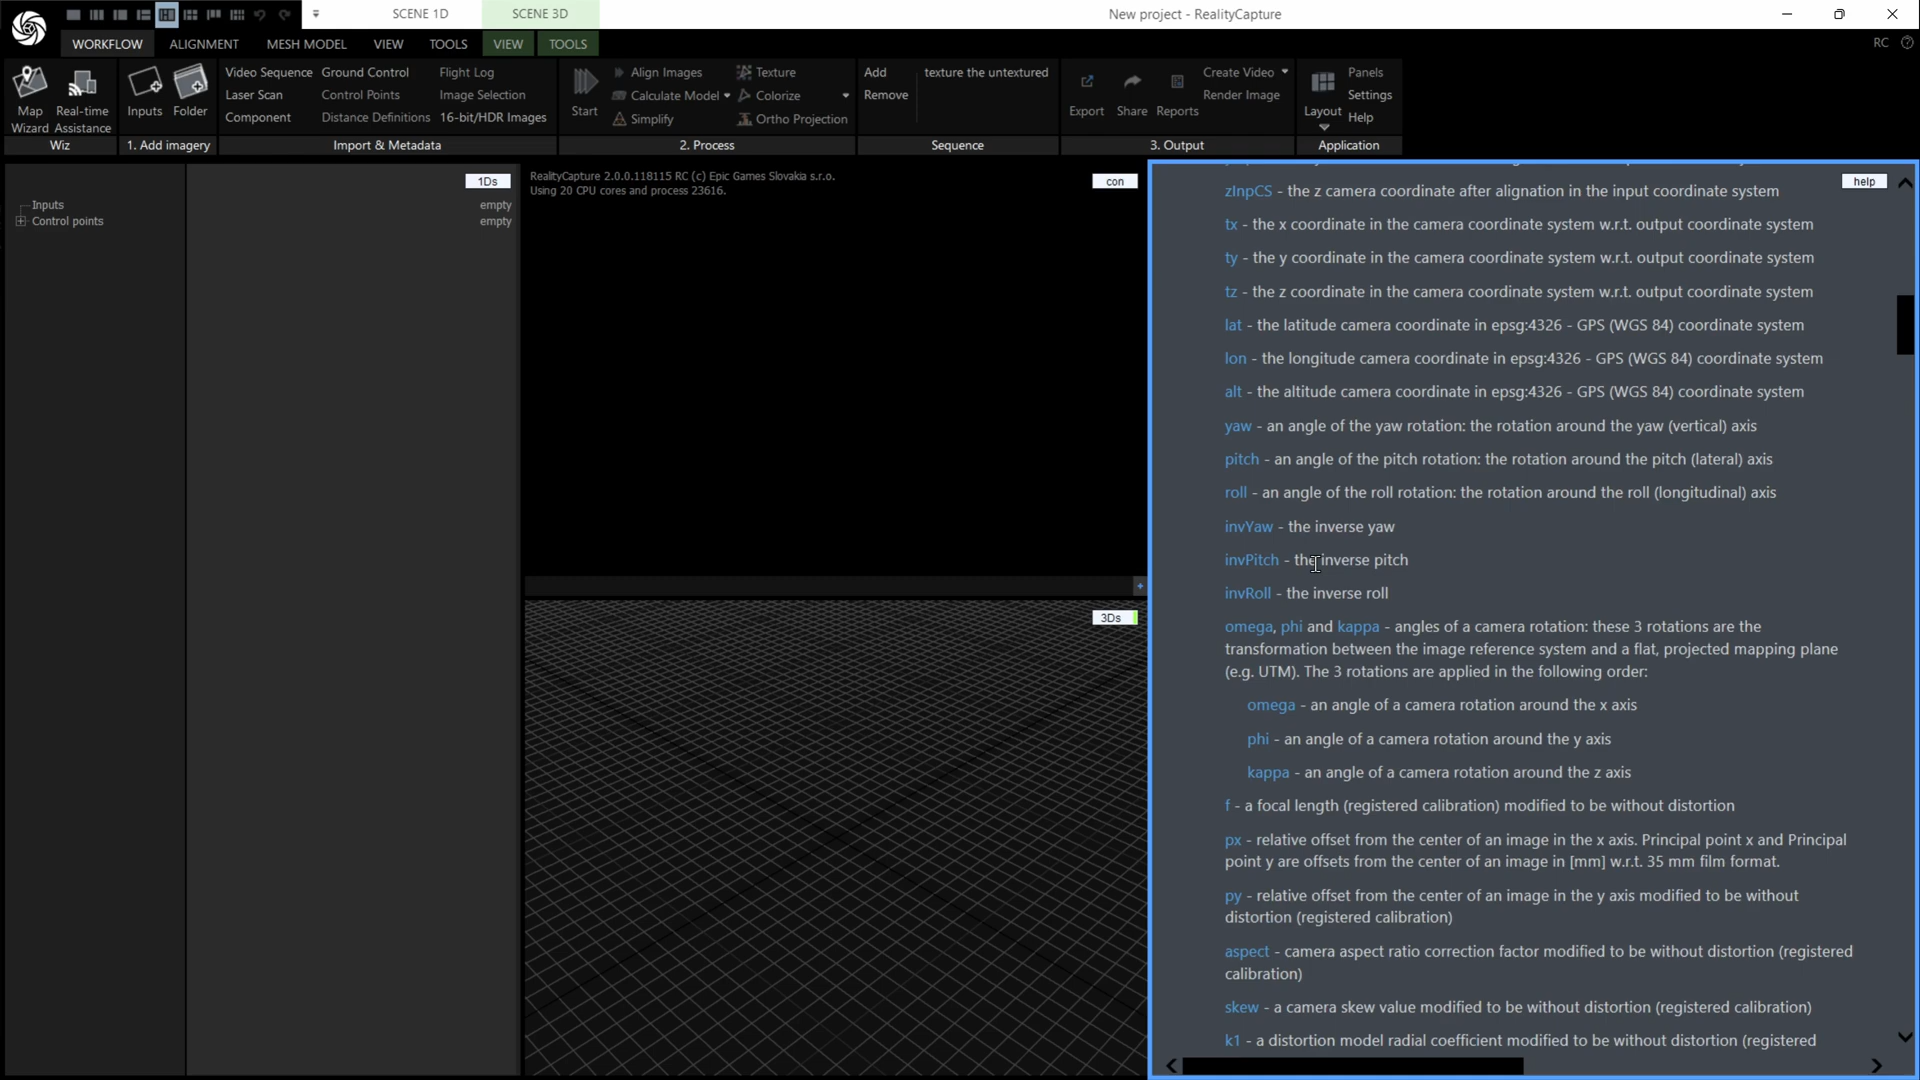 SCENE 1D
SCENE 3D
New project - RealityCapture
WORKFLOW
ALIGNMENT
MESH MODEL
VIEW
TOOLS
VIEW
TOOLS
RC
Map Wizard
Real-time Assistance
Wiz
Inputs
Folder
1. Add imagery
Video Sequence
Ground Control
Flight Log
Laser Scan
Control Points
Image Selection
Component
Distance Definitions
16-bit/HDR Images
Import & Metadata
Start
Align Images
Texture
Calculate Model
Colorize
Simplify
Ortho Projection
2. Process
Add
Remove
texture the untextured
Sequence
Export
Share
Reports
Create Video
Render Image
3. Output
Layout
Panels
Settings
Help
Application
1Ds
Inputs empty
Control points empty
RealityCapture 2.0.0.118115 RC (c) Epic Games Slovakia s.r.o.
Using 20 CPU cores and process 23616.
con
3Ds
help
zInpCS - the z camera coordinate after alignation in the input coordinate system
tx - the x coordinate in the camera coordinate system w.r.t. output coordinate system
ty - the y coordinate in the camera coordinate system w.r.t. output coordinate system
tz - the z coordinate in the camera coordinate system w.r.t. output coordinate system
lat - the latitude camera coordinate in epsg:4326 - GPS (WGS 84) coordinate system
lon - the longitude camera coordinate in epsg:4326 - GPS (WGS 84) coordinate system
alt - the altitude camera coordinate in epsg:4326 - GPS (WGS 84) coordinate system
yaw - an angle of the yaw rotation: the rotation around the yaw (vertical) axis
pitch - an angle of the pitch rotation: the rotation around the pitch (lateral) axis
roll - an angle of the roll rotation: the rotation around the roll (longitudinal) axis
invYaw - the inverse yaw
invPitch - the inverse pitch
invRoll - the inverse roll
omega, phi and kappa - angles of a camera rotation: these 3 rotations are the
transformation between the image reference system and a flat, projected mapping plane
(e.g. UTM). The 3 rotations are applied in the following order:
omega - an angle of a camera rotation around the x axis
phi - an angle of a camera rotation around the y axis
kappa - an angle of a camera rotation around the z axis
f - a focal length (registered calibration) modified to be without distortion
px - relative offset from the center of an image in the x axis. Principal point x and Principal
point y are offsets from the center of an image in [mm] w.r.t. 35 mm film format.
py - relative offset from the center of an image in the y axis modified to be without
distortion (registered calibration)
aspect - camera aspect ratio correction factor modified to be without distortion (registered
calibration)
skew - a camera skew value modified to be without distortion (registered calibration)
k1 - a distortion model radial coefficient modified to be without distortion (registered